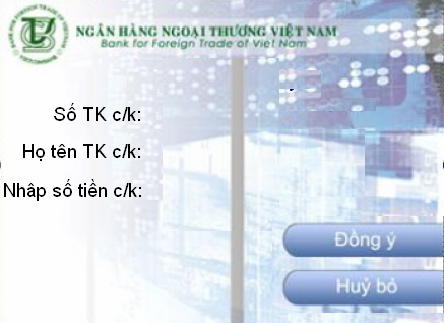 NGÂN HÀNG NGOẠI THƯƠNG VIỆT NAM
Bank for Foreign Trade of Viet Nam
Số TK c/k:
Họ tên TK c/k:
Nhâp số tiền c/k:
Đồng ý
Huỷ bỏ